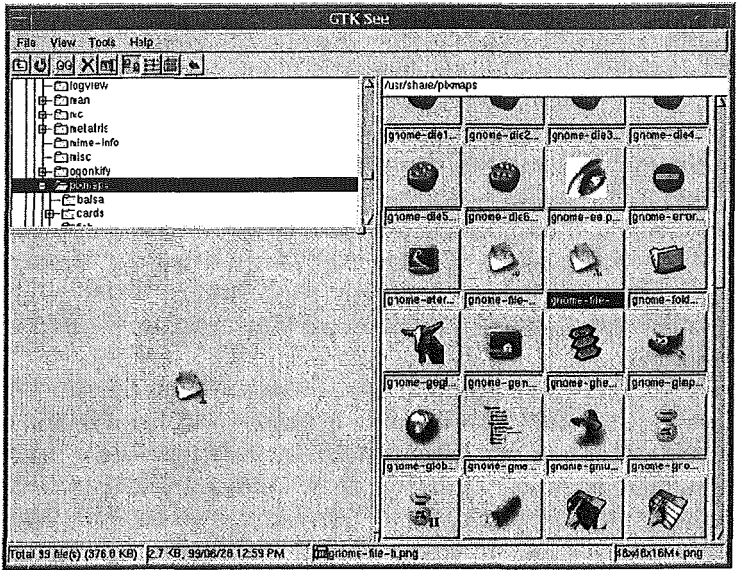 GTK See
File View Tools Help
/usr/share/pixmaps
logview
man
mc
metatris
mime-info
misc
ogonkify
pixmaps
balsa
cards
gnome-die1... gnome-die2... gnome-die3... gnome-die4...
gnome-die5... gnome-die6... gnome-ee.p... gnome-error...
gnome-eter... gnome-file-... gnome-file- gnome-fold...
gnome-gegl... gnome-gen... gnome-ghe... gnome-gimp...
gnome-glob... gnome-gme... gnome-gmu... gnome-gro...
Total 99 file(s) (376.0 KB) 2.7 KB, 99/06/28 12:59 PM gnome-file-h.png 48x48x16M+ png